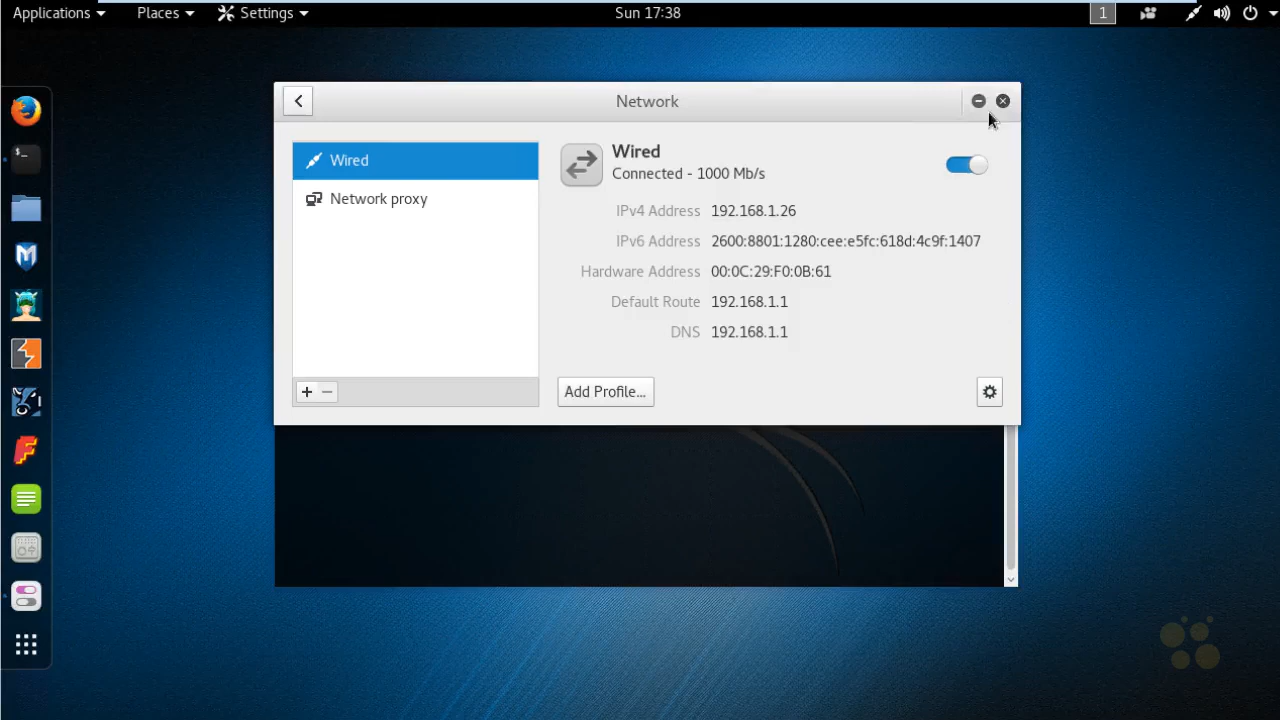 Applications Places Settings Sun 17:38 1
Network
Wired
Network proxy
Wired
Connected - 1000 Mb/s
IPv4 Address 192.168.1.26
IPv6 Address 2600:8801:1280:cee:e5fc:618d:4c9f:1407
Hardware Address 00:0C:29:F0:0B:61
Default Route 192.168.1.1
DNS 192.168.1.1
Add Profile...